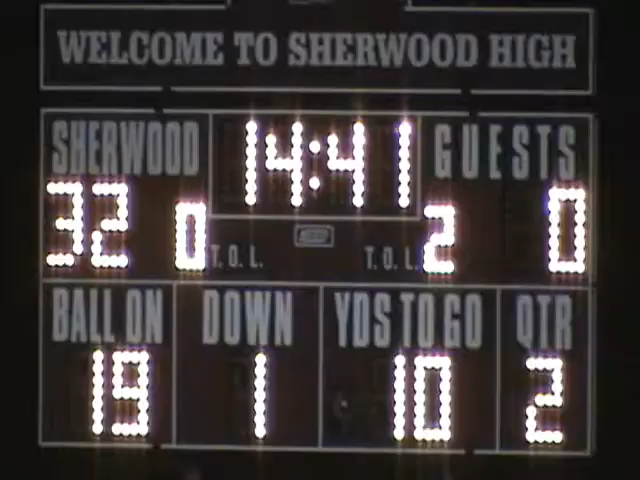 WELCOME TO SHERWOOD HIGH
SHERWOOD 14:41 GUESTS
32 0 T.O.L. T.O.L. 2 0
BALL ON DOWN YDS TO GO QTR
19 1 10 2